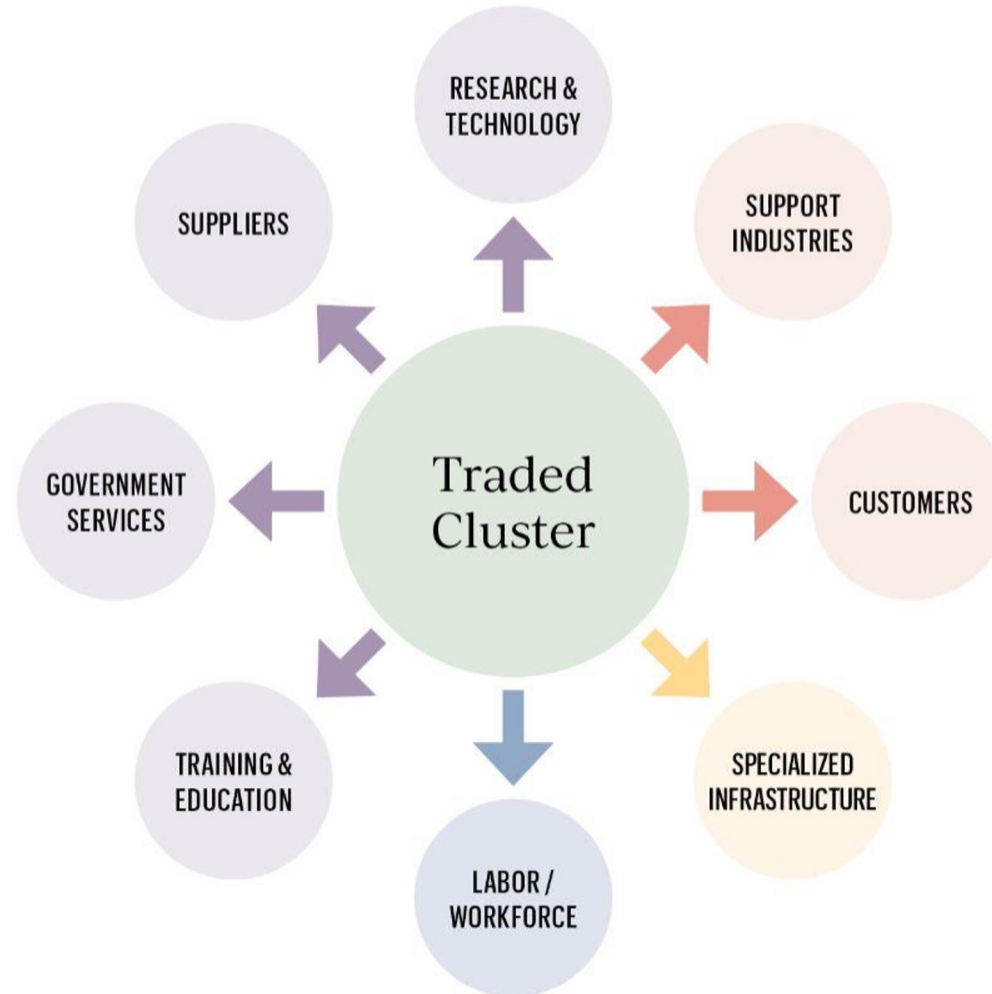 RESEARCH &
TECHNOLOGY
SUPPORT
INDUSTRIES
SUPPLIERS
GOVERNMENT
SERVICES
Traded
Cluster
CUSTOMERS
TRAINING &
EDUCATION
SPECIALIZED
INFRASTRUCTURE
LABOR /
WORKFORCE